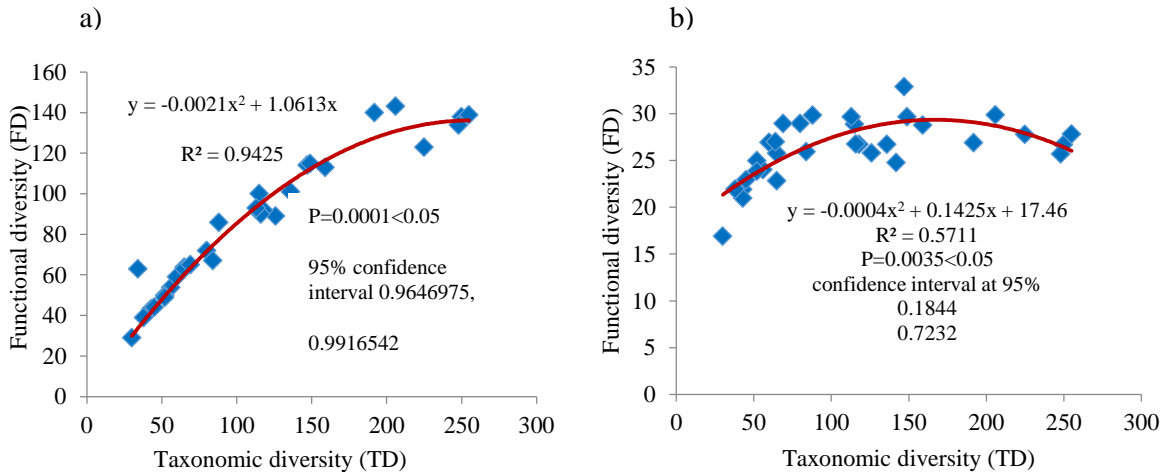 a)
160
140
120
100
80
60
40
20
0
0 50 100 150 200 250 300
Functional diversity (FD)
Taxonomic diversity (TD)
y = -0.0021x² + 1.0613x
R² = 0.9425
P=0.0001<0.05
95% confidence
interval 0.9646975,
0.9916542
b)
35
30
25
20
15
10
5
0
0 50 100 150 200 250 300
Functional diversity (FD)
Taxonomic diversity (TD)
y = -0.0004x² + 0.1425x + 17.46
R² = 0.5711
P=0.0035<0.05
confidence interval at 95%
0.1844
0.7232